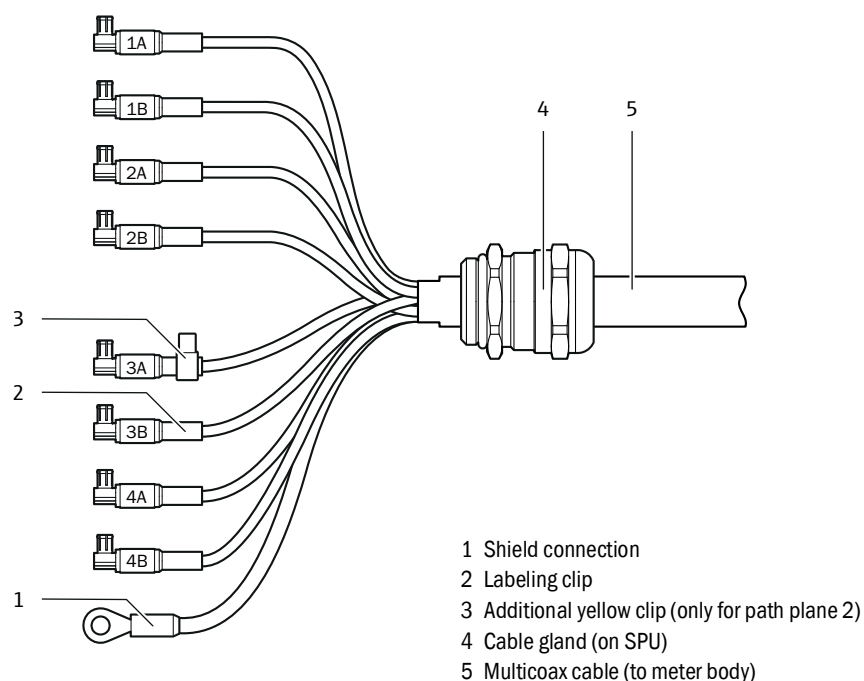 1A
1B
4 5
2A
2B
3
3A
2
3B
4A
4B
1
1 Shield connection
2 Labeling clip
3 Additional yellow clip (only for path plane 2)
4 Cable gland (on SPU)
5 Multicoax cable (to meter body)